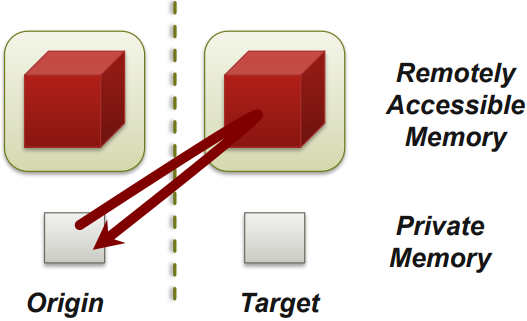 Remotely
Accessible
Memory
Private
Memory
Origin
Target